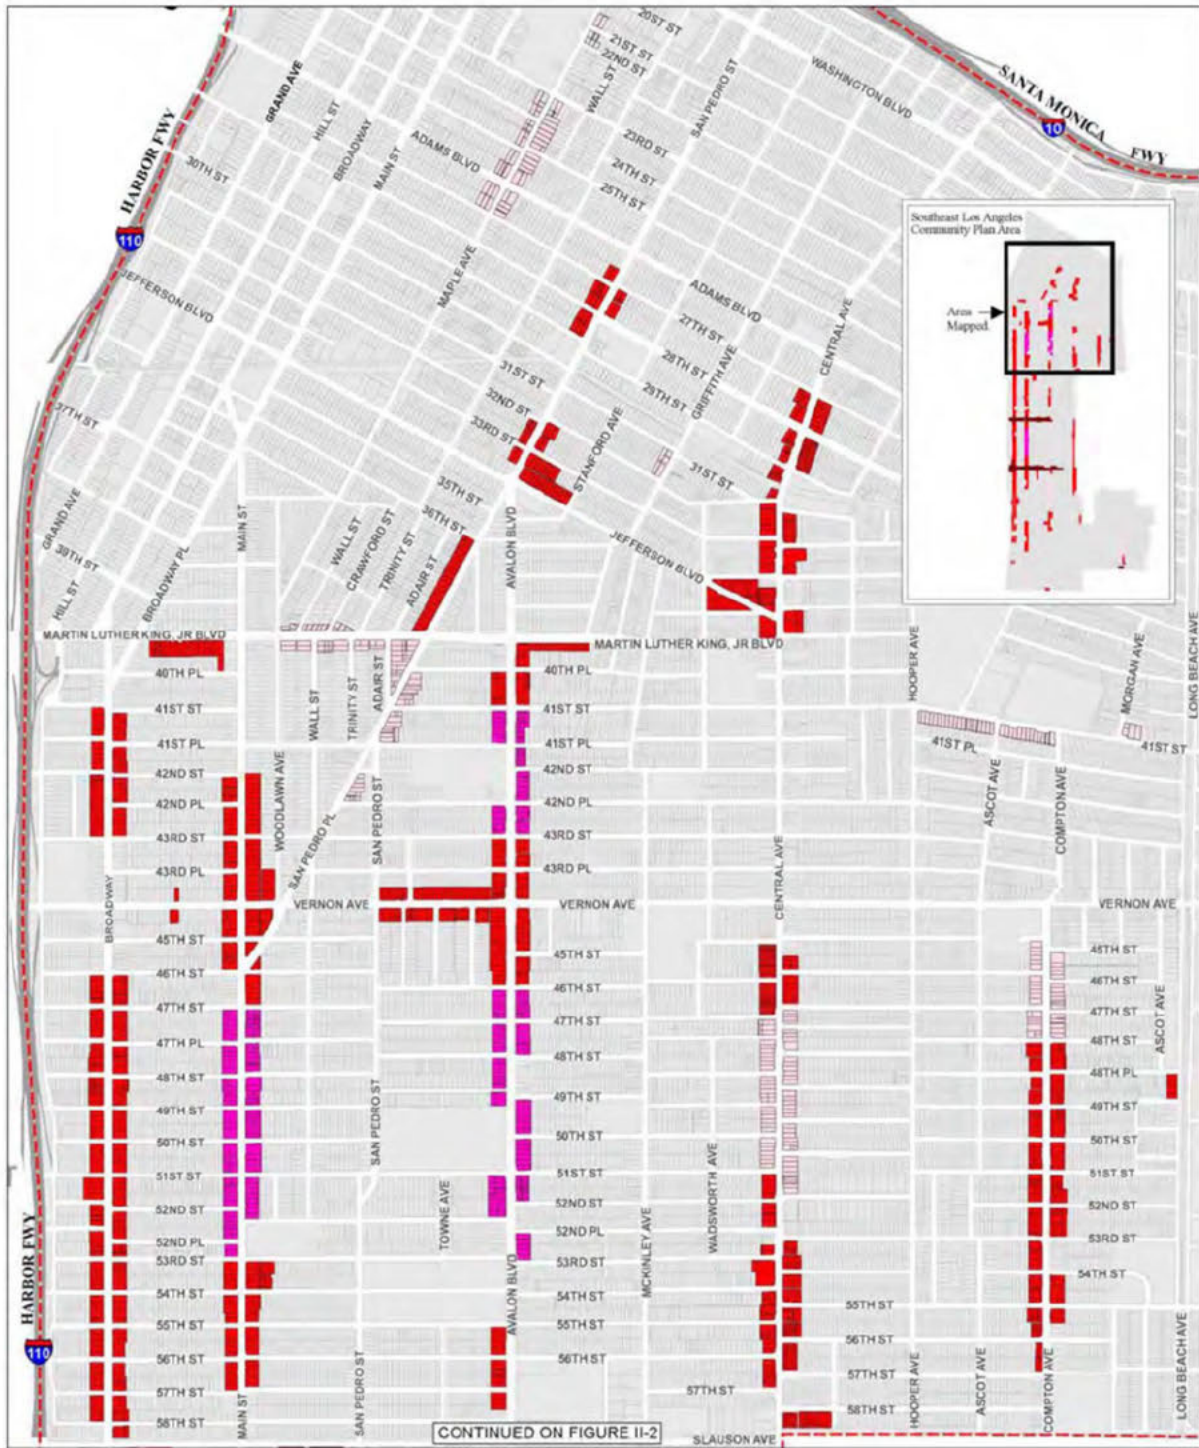 20TH ST
21ST ST
22ND ST
WALL ST
SAN PEDRO ST
WASHINGTON BLVD
SANTA MONICA
10
FWY
GRAND AVE
HILL ST
BROADWAY
MAIN ST
ADAMS BLVD
23RD ST
24TH ST
25TH ST
HARBOR FWY
30TH ST
110
JEFFERSON BLVD
MAPLE AVE
ADAMS BLVD
27TH ST
28TH ST
29TH ST
GRIFFITH AVE
CENTRAL AVE
Southeast Los Angeles
Community Plan Area
Area
Mapped
31ST ST
32ND ST
33RD ST
STANFORD AVE
31ST ST
37TH ST
35TH ST
36TH ST
GRAND AVE
39TH ST
HILL ST
BROADWAY PL
MAIN ST
WALL ST
CRAWFORD ST
TRINITY ST
ADAIR ST
AVALON BLVD
JEFFERSON BLVD
MARTIN LUTHER KING, JR BLVD
MARTIN LUTHER KING, JR BLVD
HOOPER AVE
MORGAN AVE
LONG BEACH AVE
40TH PL
41ST ST
41ST PL
42ND ST
42ND PL
43RD ST
43RD PL
WALL ST
TRINITY ST
ADAIR ST
WOODLAWN AVE
SAN PEDRO PL
SAN PEDRO ST
40TH PL
41ST ST
41ST PL
42ND ST
42ND PL
43RD ST
43RD PL
41ST PL
41ST ST
ASCOT AVE
COMPTON AVE
CENTRAL AVE
BROADWAY
VERNON AVE
VERNON AVE
VERNON AVE
45TH ST
46TH ST
47TH ST
47TH PL
48TH ST
49TH ST
50TH ST
51ST ST
52ND ST
52ND PL
53RD ST
54TH ST
55TH ST
56TH ST
57TH ST
58TH ST
SAN PEDRO ST
45TH ST
46TH ST
47TH ST
48TH ST
49TH ST
50TH ST
51ST ST
52ND ST
52ND PL
53RD ST
54TH ST
55TH ST
56TH ST
57TH ST
TOWNE AVE
AVALON BLVD
MCKINLEY AVE
WADSWORTH AVE
45TH ST
46TH ST
47TH ST
48TH ST
48TH PL
49TH ST
50TH ST
51ST ST
52ND ST
53RD ST
54TH ST
55TH ST
56TH ST
57TH ST
58TH ST
ASCOT AVE
HARBOR FWY
110
MAIN ST
SAN PEDRO ST
HOOPER AVE
ASCOT AVE
COMPTON AVE
LONG BEACH AVE
CONTINUED ON FIGURE II-2
SLAUSON AVE